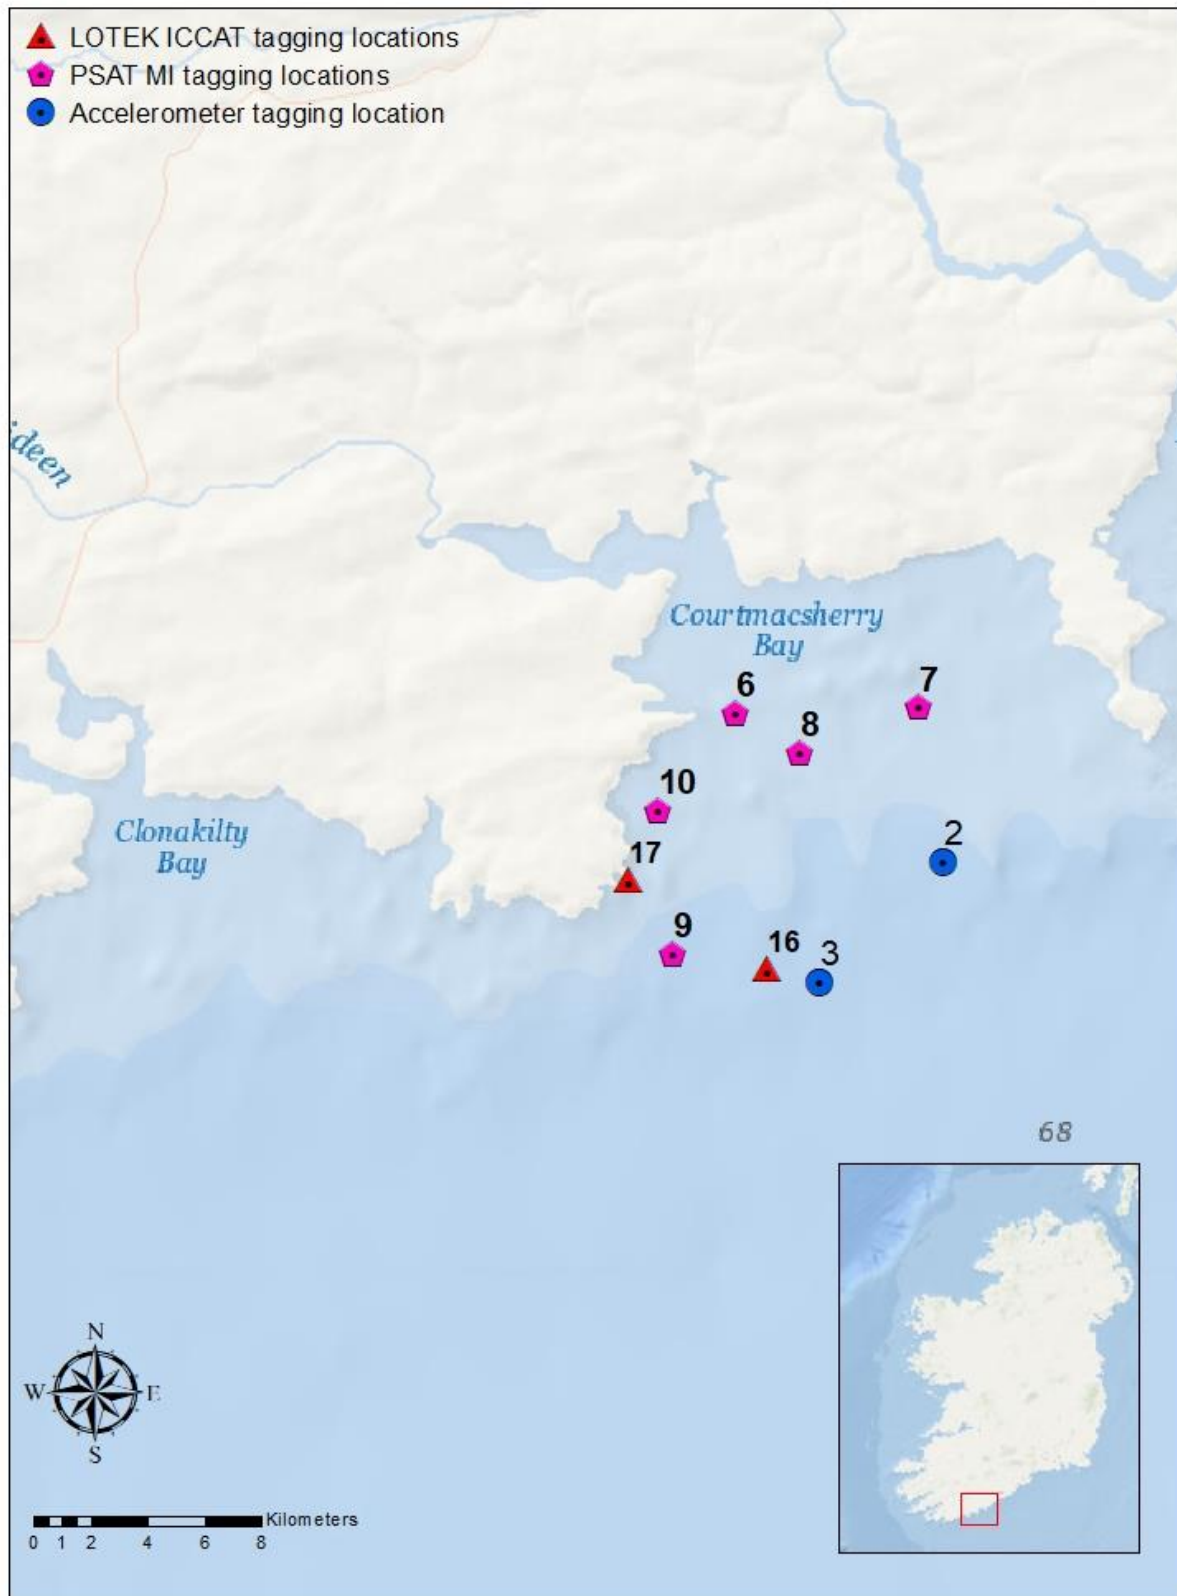 LOTEK ICCAT tagging locations
PSAT MI tagging locations
Accelerometer tagging location
ideen
Courtmacsherry
Bay
6
7
8
10
Clonakilty
Bay
17
2
9
16
3
68
N
W E
S
Kilometers
0 1 2 4 6 8